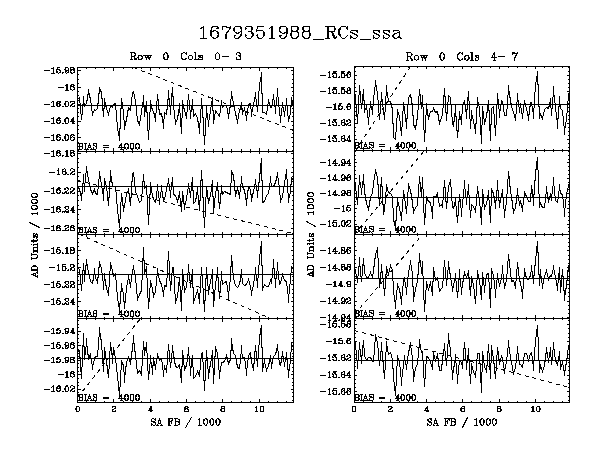 1679351988_RCs_ssa
Row 0 Cols 0- 3
Row 0 Cols 4- 7
-15.98
-16
-16.02
-16.04
-16.06
BIAS = 4000
-16.18
-16.2
-16.22
-16.24
-16.26
BIAS = 4000
-16.18
-16.2
-16.22
-16.24
BIAS = 4000
-15.94
-15.96
-15.98
-16
-16.02
BIAS = 4000
0 2 4 6 8 10
SA FB / 1000
AD Units / 1000
-15.56
-15.58
-15.6
-15.62
-15.64
BIAS = 4000
-15.94
-15.96
-15.98
-16
-16.02
BIAS = 4000
-14.86
-14.88
-14.9
-14.92
-14.94
BIAS = 4000
-15.58
-15.6
-15.62
-15.64
-15.66
BIAS = 4000
0 2 4 6 8 10
SA FB / 1000
AD Units / 1000